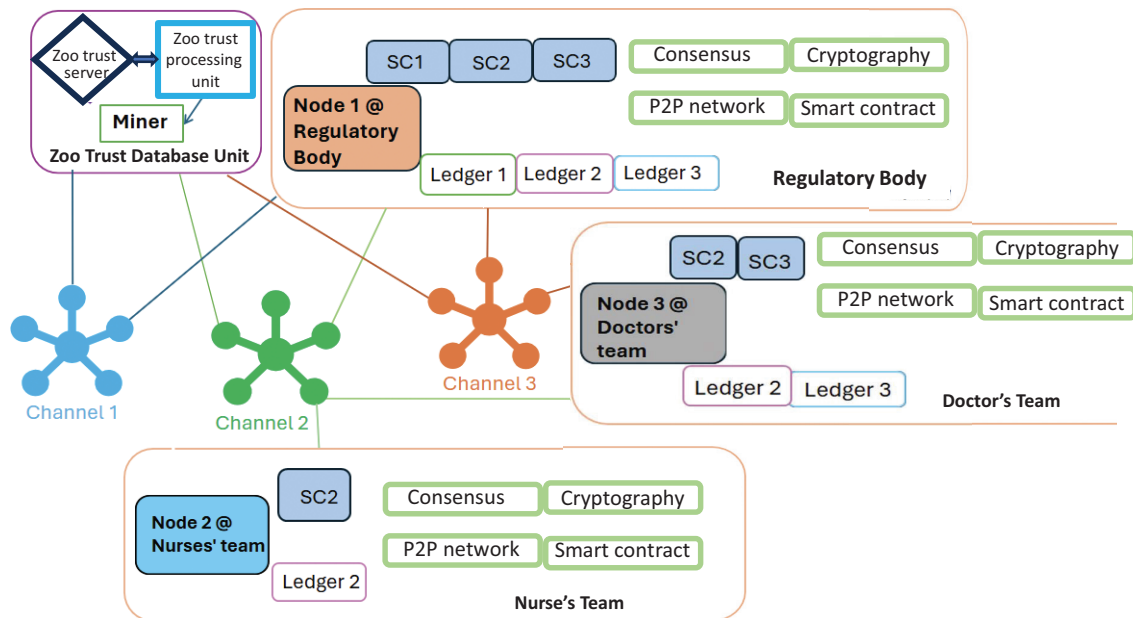 Zoo trust
server
Zoo trust
processing
unit
Miner
Zoo Trust Database Unit
SC1
SC2
SC3
Consensus
Cryptography
P2P network
Smart contract
Node 1 @
Regulatory
Body
Ledger 1
Ledger 2
Ledger 3
Regulatory Body
SC2
SC3
Consensus
Cryptography
P2P network
Smart contract
Node 3 @
Doctors'
team
Ledger 2
Ledger 3
Doctor's Team
Channel 1
Channel 2
Channel 3
SC2
Consensus
Cryptography
P2P network
Smart contract
Node 2 @
Nurses' team
Ledger 2
Nurse's Team